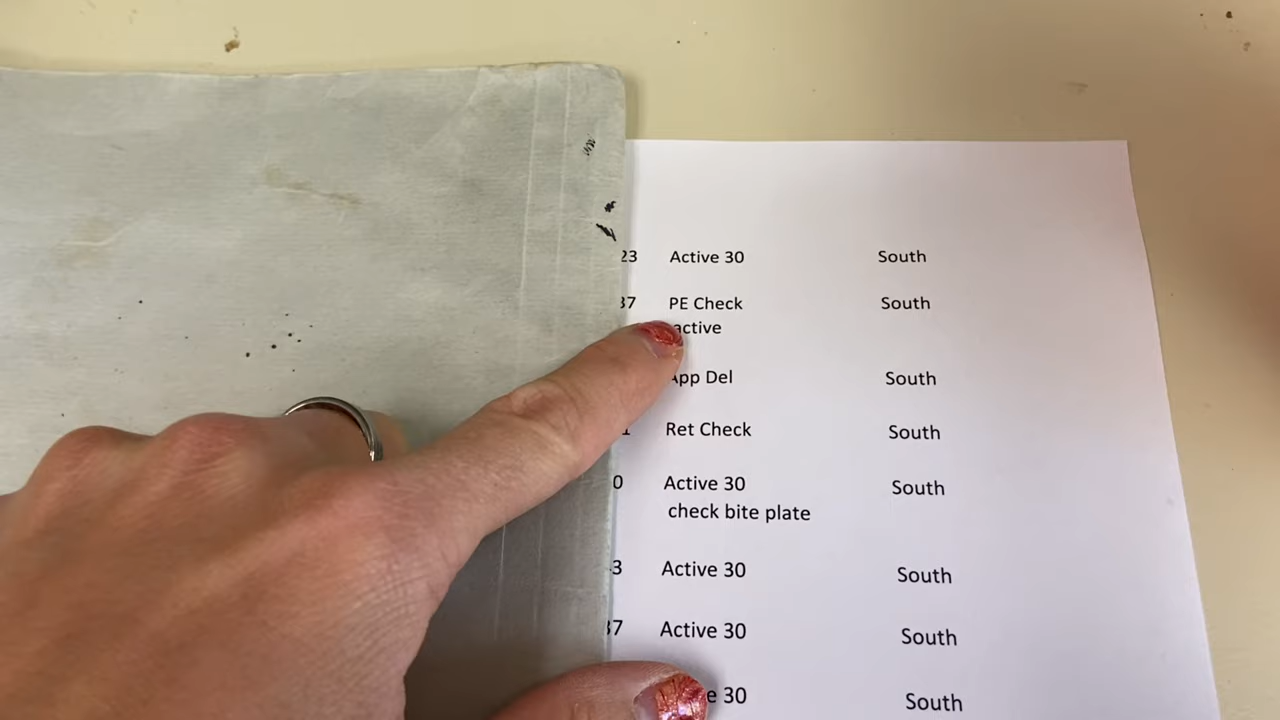 23 Active 30 South
37 PE Check South
active
App Del South
1 Ret Check South
0 Active 30 South
check bite plate
3 Active 30 South
37 Active 30 South
e 30 South